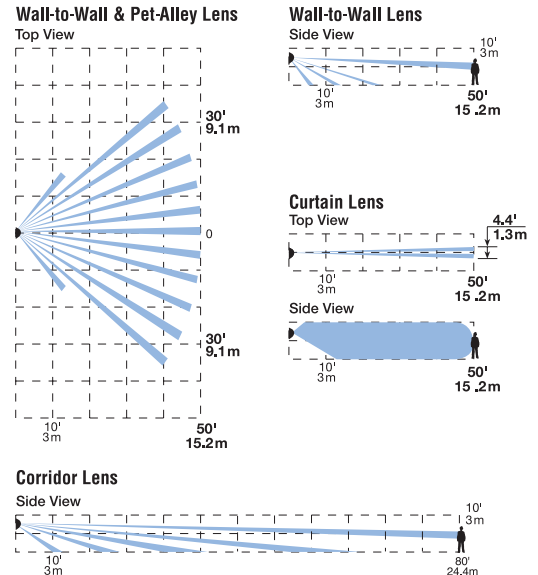 Wall-to-Wall & Pet-Alley Lens
Top View
30'
9.1m
0
30'
9.1m
10'
3m
50'
15.2m
Wall-to-Wall Lens
Side View
10'
3m
10'
3m
50'
15.2m
Curtain Lens
Top View
4.4'
1.3m
10'
3m
50'
15.2m
Side View
10'
3m
50'
15.2m
Corridor Lens
Side View
10'
3m
10'
3m
80'
24.4m